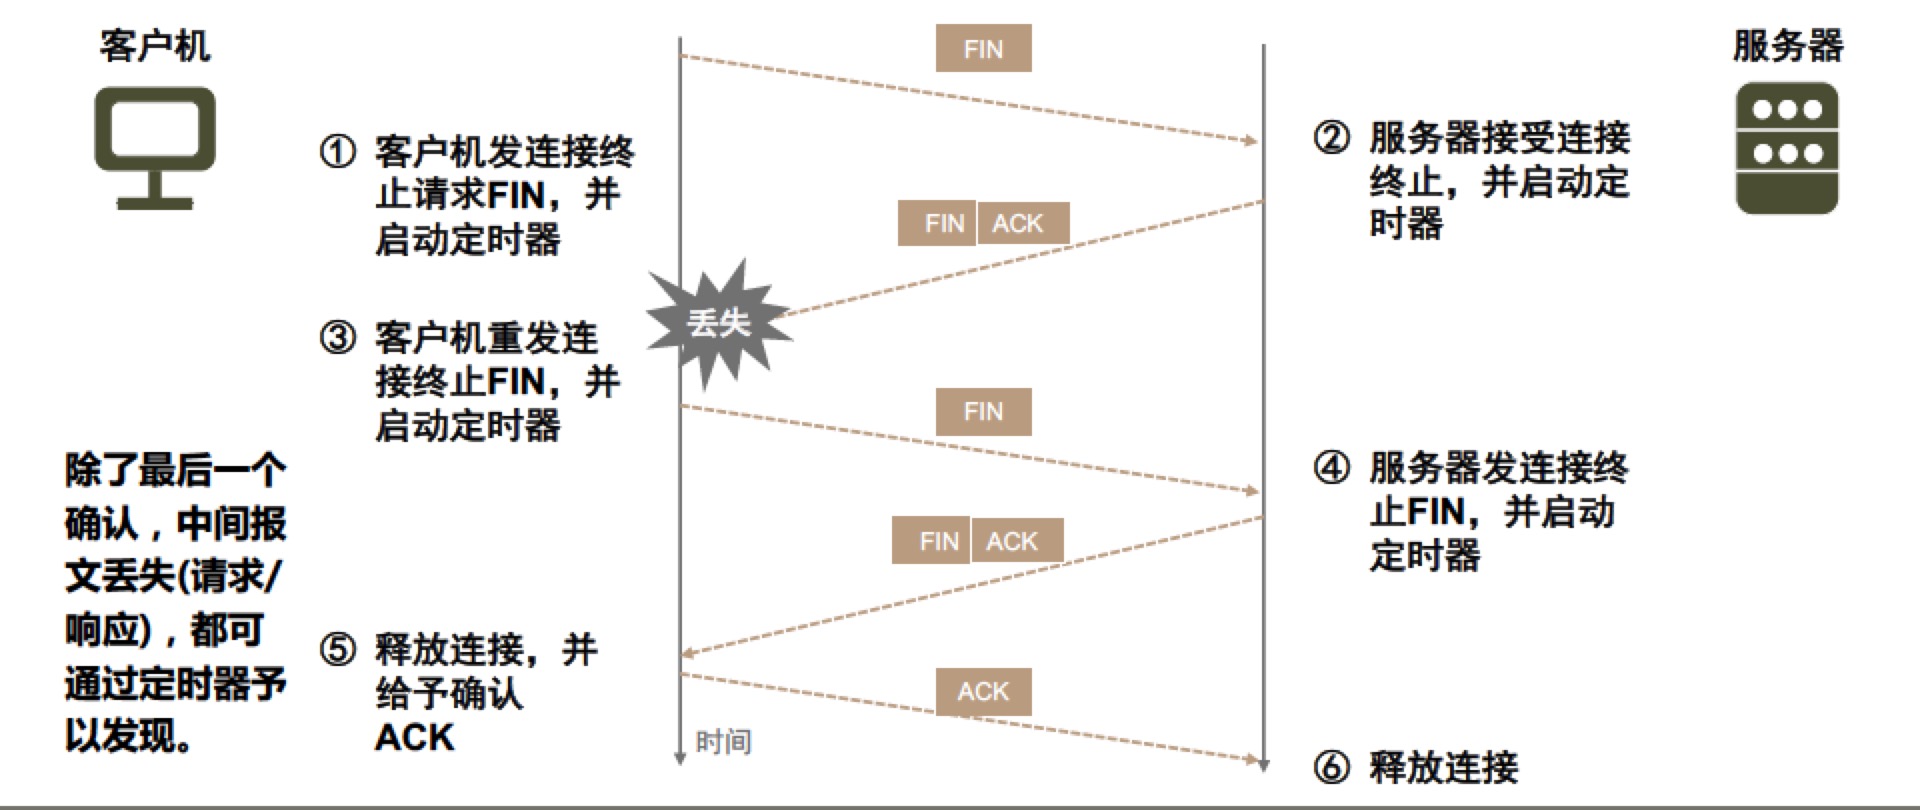 客户机
服务器
FIN
① 客户机发连接终
止请求FIN，并
启动定时器
② 服务器接受连接
终止，并启动定
时器
FIN ACK
丢失
③ 客户机重发连
接终止FIN，并
启动定时器
FIN
④ 服务器发连接终
止FIN，并启动
定时器
FIN ACK
除了最后一个
确认，中间报
文丢失(请求/
响应)，都可
通过定时器予
以发现。
⑤ 释放连接，并
给予确认
ACK
ACK
时间
⑥ 释放连接